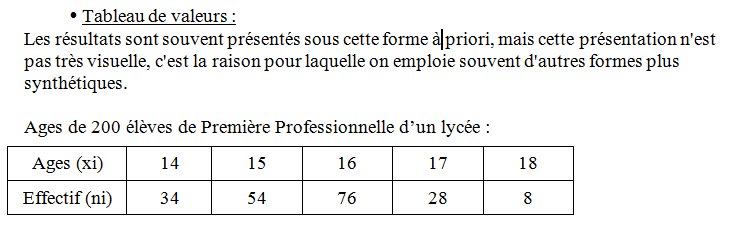 • Tableau de valeurs :
Les résultats sont souvent présentés sous cette forme à priori, mais cette présentation n'est
pas très visuelle, c'est la raison pour laquelle on emploie souvent d'autres formes plus
synthétiques.
Ages de 200 élèves de Première Professionnelle d’un lycée :
Ages (xi) 14 15 16 17 18
Effectif (ni) 34 54 76 28 8